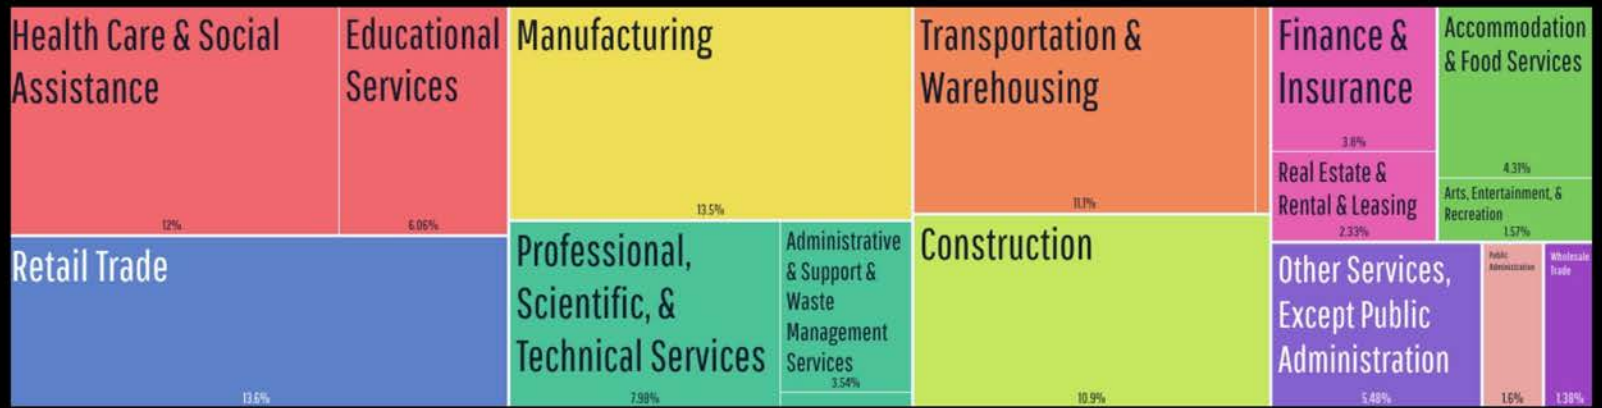 Health Care & Social
Assistance
12%
Educational
Services
6.06%
Manufacturing
13.5%
Transportation &
Warehousing
11.1%
Finance &
Insurance
3.8%
Accommodation
& Food Services
4.31%
Real Estate &
Rental & Leasing
2.33%
Arts, Entertainment, &
Recreation
1.57%
Retail Trade
13.6%
Professional,
Scientific, &
Technical Services
7.98%
Administrative
& Support &
Waste
Management
Services
3.54%
Construction
10.9%
Other Services,
Except Public
Administration
5.48%
Public
Administration
1.6%
Wholesale
Trade
1.38%